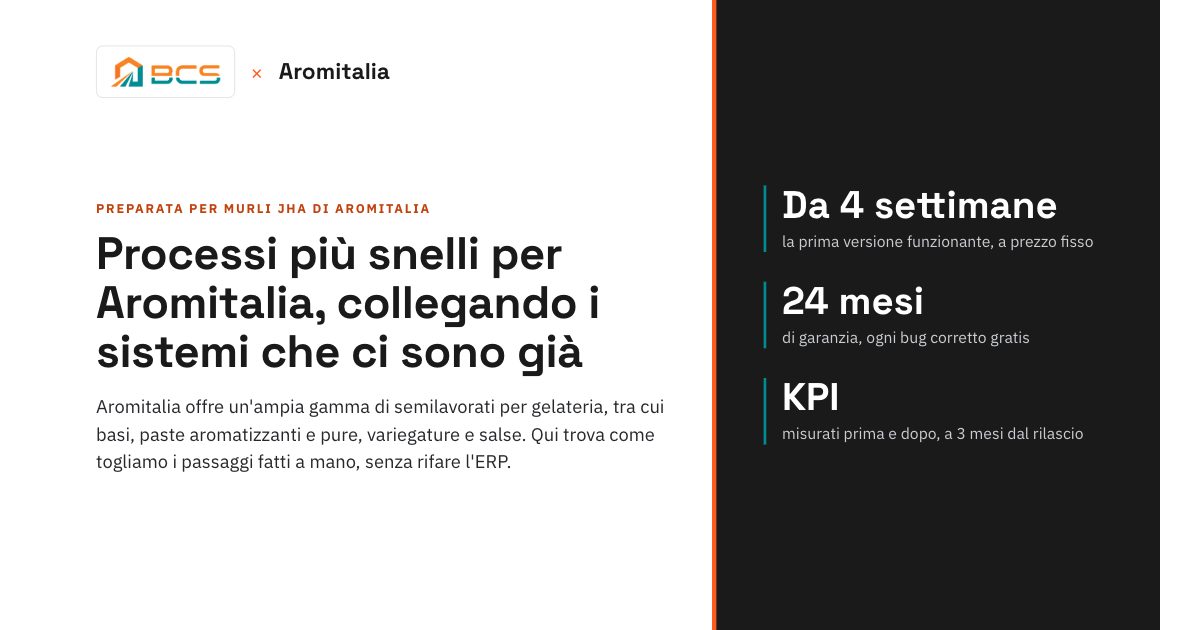 BCS × Aromitalia
PREPARATA PER MURLI JHA DI AROMITALIA
Processi più snelli per
Aromitalia, collegando i
sistemi che ci sono già
Aromitalia offre un'ampia gamma di semilavorati per gelateria, tra cui
basi, paste aromatizzanti e pure, variegature e salse. Qui trova come
togliamo i passaggi fatti a mano, senza rifare l'ERP.
Da 4 settimane
la prima versione funzionante, a prezzo fisso
24 mesi
di garanzia, ogni bug corretto gratis
KPI
misurati prima e dopo, a 3 mesi dal rilascio